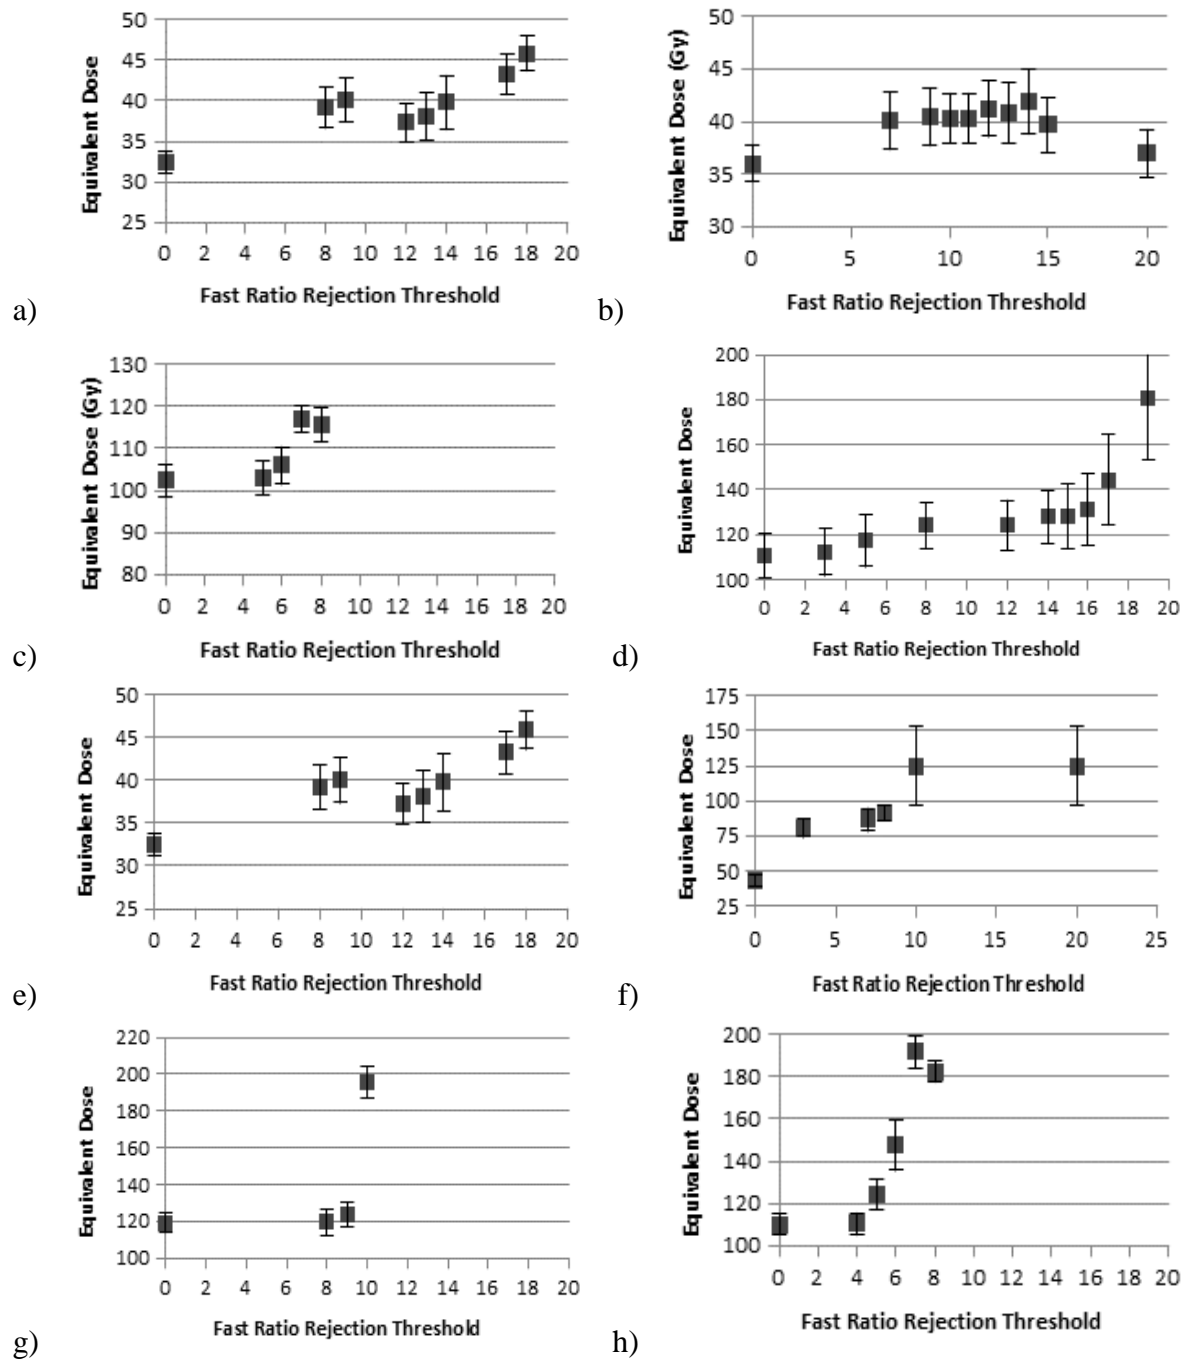 50
45
40
35
30
25
Equivalent Dose
0 2 4 6 8 10 12 14 16 18 20
Fast Ratio Rejection Threshold
a)
50
45
40
35
30
Equivalent Dose (Gy)
0 5 10 15 20
Fast Ratio Rejection Threshold
b)
130
120
110
100
90
80
Equivalent Dose (Gy)
0 2 4 6 8 10 12 14 16 18 20
Fast Ratio Rejection Threshold
c)
200
180
160
140
120
100
Equivalent Dose
0 2 4 6 8 10 12 14 16 18 20
Fast Ratio Rejection Threshold
d)
50
45
40
35
30
25
Equivalent Dose
0 2 4 6 8 10 12 14 16 18 20
Fast Ratio Rejection Threshold
e)
175
150
125
100
75
50
25
Equivalent Dose
0 5 10 15 20 25
Fast Ratio Rejection Threshold
f)
220
200
180
160
140
120
100
Equivalent Dose
0 2 4 6 8 10 12 14 16 18 20
Fast Ratio Rejection Threshold
g)
200
180
160
140
120
100
Equivalent Dose
0 2 4 6 8 10 12 14 16 18 20
Fast Ratio Rejection Threshold
h)